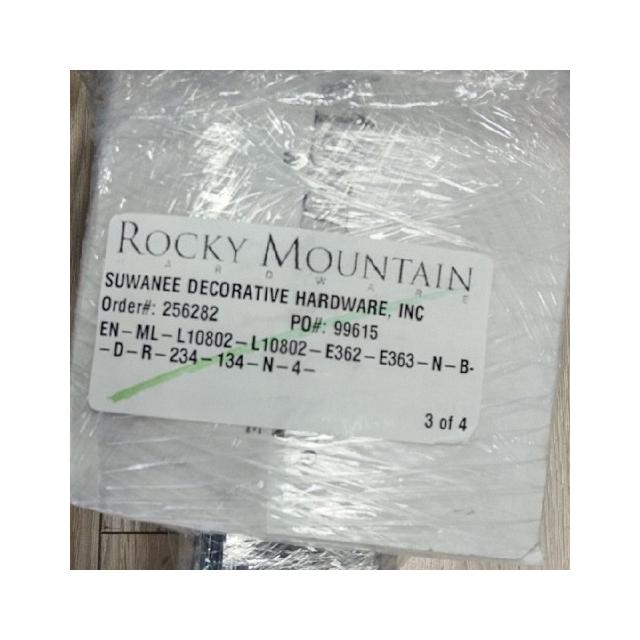 ROCKY MOUNTAIN
HARDWARE
SUWANEE DECORATIVE HARDWARE, INC
Order#: 256282 PO#: 99615
EN-ML-L10802-L10802-E362-E363-N-B-
-D-R-234-134-N-4-
3 of 4